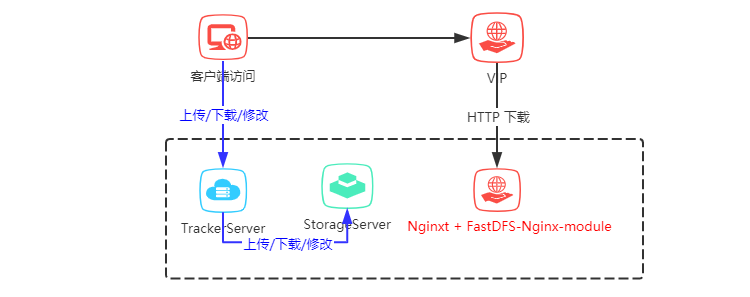 客户端访问
VIP
上传/下载/修改
HTTP 下载
TrackerServer
StorageServer
Nginxt + FastDFS-Nginx-module
上传/下载/修改